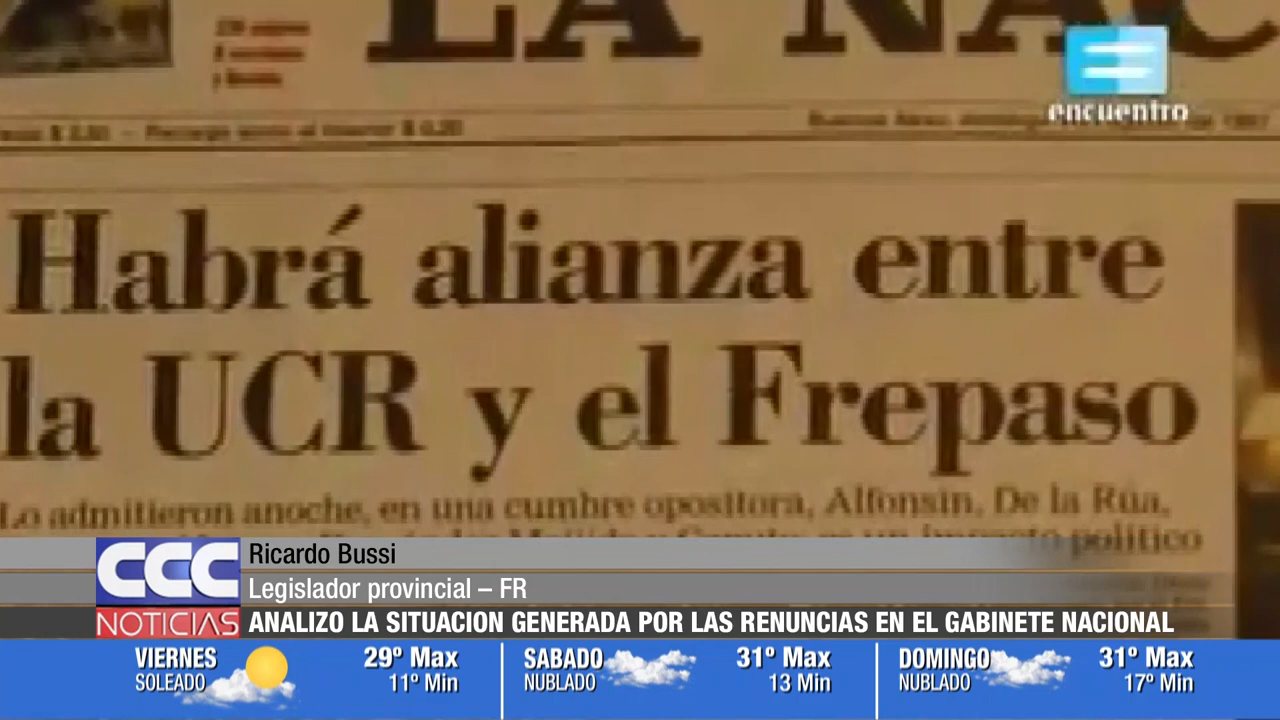 LA NAC
encuentro
Habrá alianza entre
la UCR y el Frepaso
Lo admitieron anoche, en una cumbre opositora, Alfonsín, De la Rúa,
político
Ricardo Bussi
Legislador provincial – FR
CCC
NOTICIAS
ANALIZO LA SITUACION GENERADA POR LAS RENUNCIAS EN EL GABINETE NACIONAL
VIERNES
SOLEADO
29º Max
11º Min
SABADO
NUBLADO
31º Max
13 Min
DOMINGO
NUBLADO
31º Max
17º Min